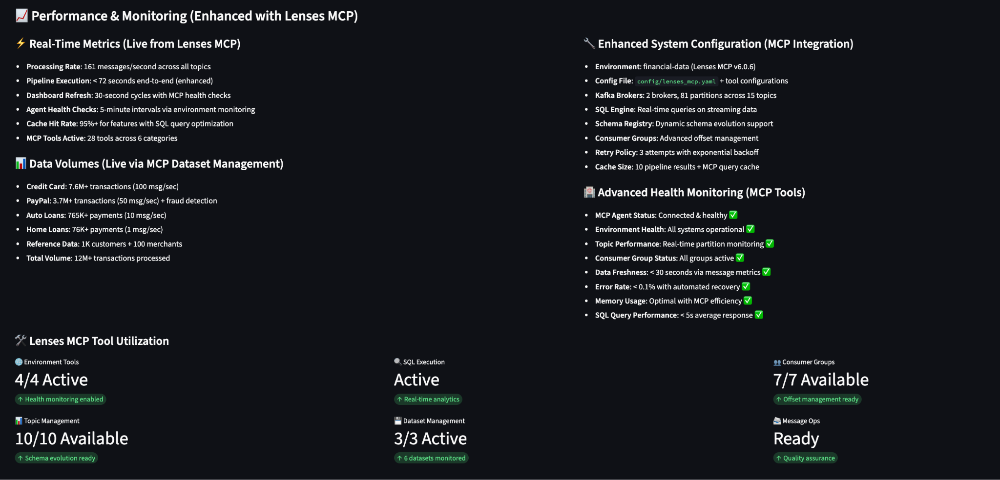 📈 Performance & Monitoring (Enhanced with Lenses MCP)
⚡ Real-Time Metrics (Live from Lenses MCP)
• Processing Rate: 161 messages/second across all topics
• Pipeline Execution: < 72 seconds end-to-end (enhanced)
• Dashboard Refresh: 30-second cycles with MCP health checks
• Agent Health Checks: 5-minute intervals via environment monitoring
• Cache Hit Rate: 95%+ for features with SQL query optimization
• MCP Tools Active: 28 tools across 6 categories
📊 Data Volumes (Live via MCP Dataset Management)
• Credit Card: 7.6M+ transactions (100 msg/sec)
• PayPal: 3.7M+ transactions (50 msg/sec) + fraud detection
• Auto Loans: 765K+ payments (10 msg/sec)
• Home Loans: 76K+ payments (1 msg/sec)
• Reference Data: 1K customers + 100 merchants
• Total Volume: 12M+ transactions processed
🔧 Enhanced System Configuration (MCP Integration)
• Environment: financial-data (Lenses MCP v6.0.6)
• Config File: config/lenses_mcp.yaml + tool configurations
• Kafka Brokers: 2 brokers, 81 partitions across 15 topics
• SQL Engine: Real-time queries on streaming data
• Schema Registry: Dynamic schema evolution support
• Consumer Groups: Advanced offset management
• Retry Policy: 3 attempts with exponential backoff
• Cache Size: 10 pipeline results + MCP query cache
🏥 Advanced Health Monitoring (MCP Tools)
• MCP Agent Status: Connected & healthy ✅
• Environment Health: All systems operational ✅
• Topic Performance: Real-time partition monitoring ✅
• Consumer Group Status: All groups active ✅
• Data Freshness: < 30 seconds via message metrics ✅
• Error Rate: < 0.1% with automated recovery ✅
• Memory Usage: Optimal with MCP efficiency ✅
• SQL Query Performance: < 5s average response ✅
🛠️ Lenses MCP Tool Utilization
🌐 Environment Tools
4/4 Active
↑ Health monitoring enabled
🔍 SQL Execution
Active
↑ Real-time analytics
👥 Consumer Groups
7/7 Available
↑ Offset management ready
📊 Topic Management
10/10 Available
↑ Schema evolution ready
💾 Dataset Management
3/3 Active
↑ 6 datasets monitored
📨 Message Ops
Ready
↑ Quality assurance